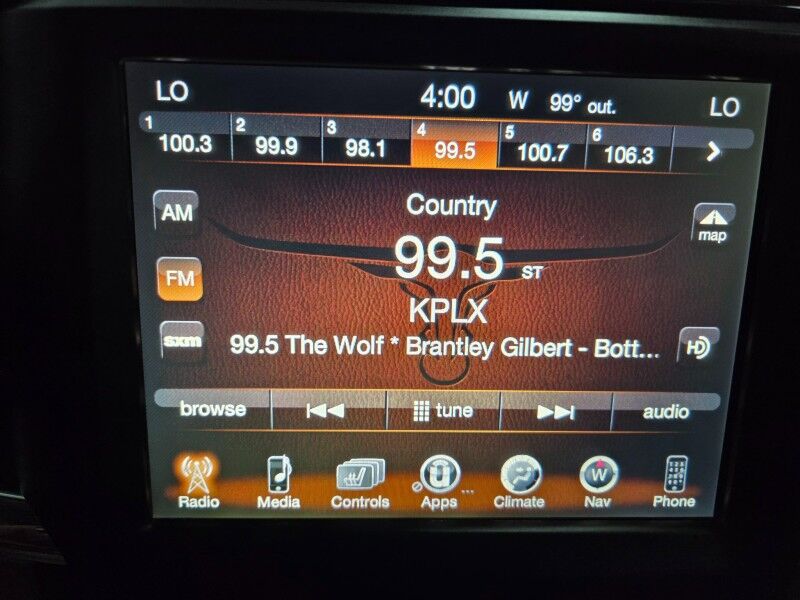 LO 4:00 W 99° out. LO
1 100.3 2 99.9 3 98.1 4 99.5 5 100.7 6 106.3
AM Country map
99.5 ST
FM KPLX
sxm 99.5 The Wolf * Brantley Gilbert - Bott... HD
browse tune audio
W
Radio Media Controls Apps... Climate Nav Phone